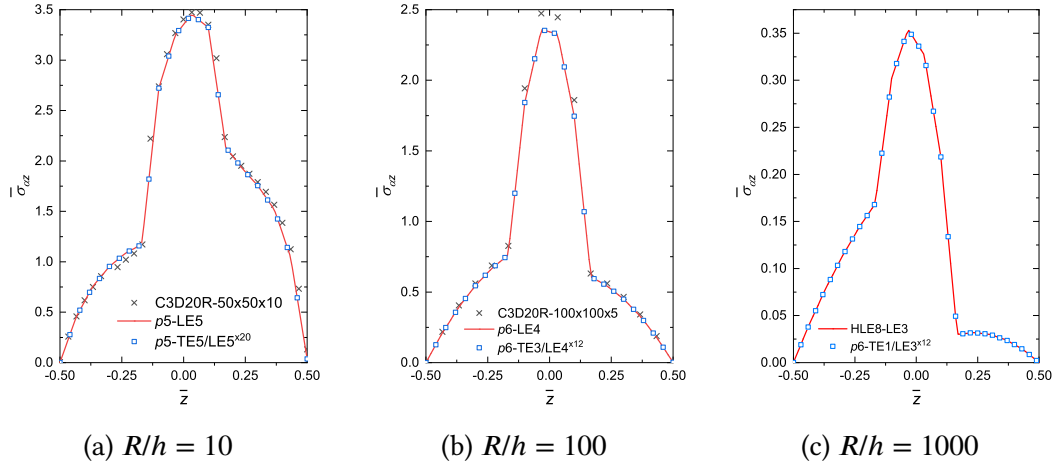 3.5
3.0
2.5
2.0
1.5
1.0
0.5
0.0
σ̅αz
C3D20R-50x50x10
p5-LE5
p5-TE5/LE5x20
-0.50 -0.25 0.00 0.25 0.50
z̅
(a) R/h = 10
2.5
2.0
1.5
1.0
0.5
0.0
σ̅αz
C3D20R-100x100x5
p6-LE4
p6-TE3/LE4x12
-0.50 -0.25 0.00 0.25 0.50
z̅
(b) R/h = 100
0.35
0.30
0.25
0.20
0.15
0.10
0.05
0.00
σ̅αz
HLE8-LE3
p6-TE1/LE3x12
-0.50 -0.25 0.00 0.25 0.50
z̅
(c) R/h = 1000